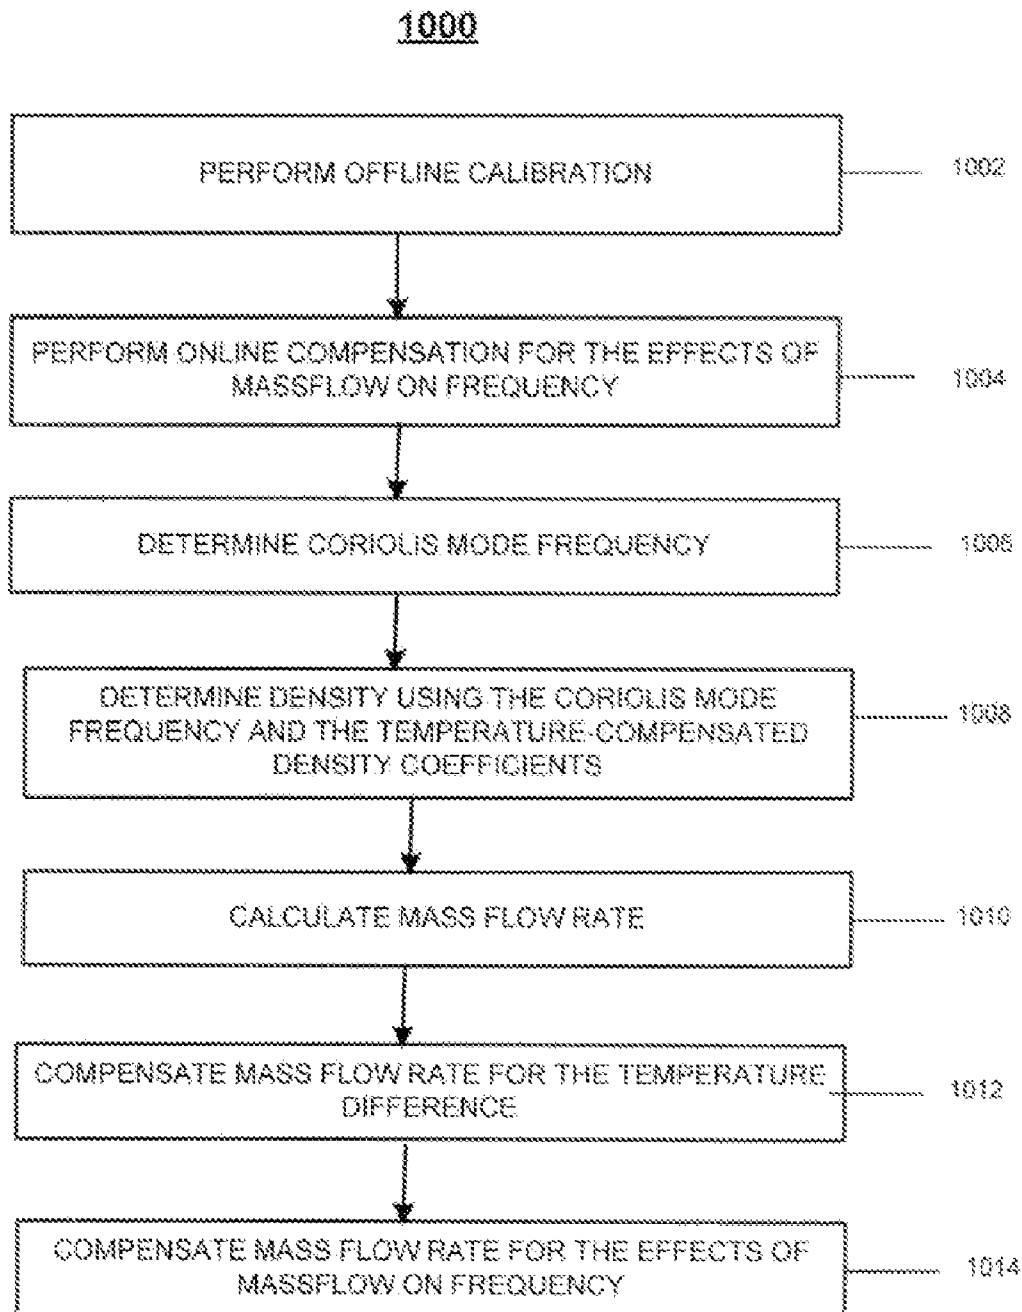 1000
PERFORM OFFLINE CALIBRATION
1002
PERFORM ONLINE COMPENSATION FOR THE EFFECTS OF
MASSFLOW ON FREQUENCY
1004
DETERMINE CORIOLIS MODE FREQUENCY
1006
DETERMINE DENSITY USING THE CORIOLIS MODE
FREQUENCY AND THE TEMPERATURE-COMPENSATED
DENSITY COEFFICIENTS
1008
CALCULATE MASS FLOW RATE
1010
COMPENSATE MASS FLOW RATE FOR THE TEMPERATURE
DIFFERENCE
1012
COMPENSATE MASS FLOW RATE FOR THE EFFECTS OF
MASSFLOW ON FREQUENCY
1014